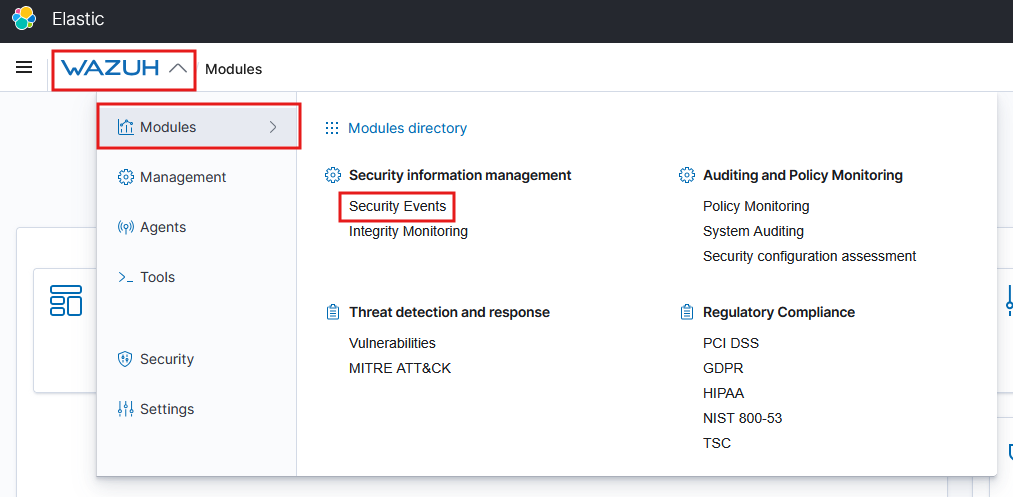 Elastic
WAZUH Modules
Modules
Management
Agents
Tools
Security
Settings
Modules directory
Security information management
Security Events
Integrity Monitoring
Auditing and Policy Monitoring
Policy Monitoring
System Auditing
Security configuration assessment
Threat detection and response
Vulnerabilities
MITRE ATT&CK
Regulatory Compliance
PCI DSS
GDPR
HIPAA
NIST 800-53
TSC